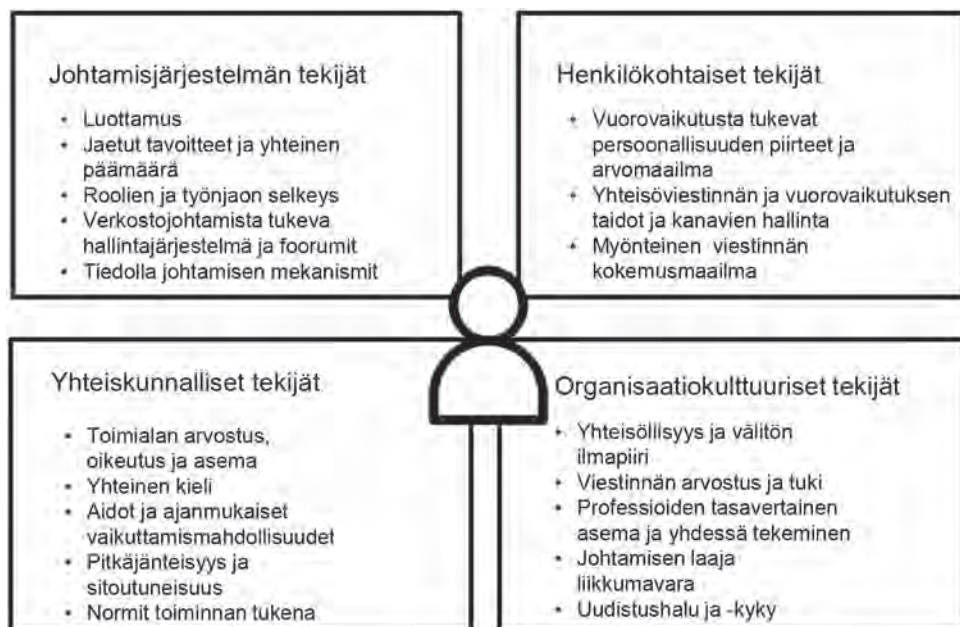 Johtamisjärjestelmän tekijät
• Luottamus
• Jaetut tavoitteet ja yhteinen
päämäärä
• Roolien ja työnjaon selkeys
• Verkostojohtamista tukeva
hallintajärjestelmä ja foorumit
• Tiedolla johtamisen mekanismit
Henkilökohtaiset tekijät
• Vuorovaikutusta tukevat
persoonallisuuden piirteet ja
arvomaailma
• Yhteisöviestinnän ja vuorovaikutuksen
taidot ja kanavien hallinta
• Myönteinen viestinnän
kokemusmaailma
Yhteiskunnalliset tekijät
• Toimialan arvostus,
oikeutus ja asema
• Yhteinen kieli
• Aidot ja ajanmukaiset
vaikuttamismahdollisuudet
• Pitkäjänteisyys ja
sitoutuneisuus
• Normit toiminnan tukena
Organisaatiokulttuuriset tekijät
• Yhteisöllisyys ja välitön
ilmapiiri
• Viestinnän arvostus ja tuki
• Professioiden tasavertainen
asema ja yhdessä tekeminen
• Johtamisen laaja
liikkumavara
• Uudistushalu ja -kyky